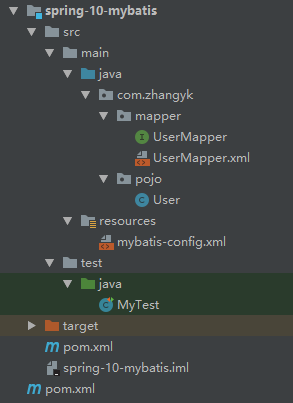 spring-10-mybatis
src
main
java
com.zhangyk
mapper
UserMapper
UserMapper.xml
pojo
User
resources
mybatis-config.xml
test
java
MyTest
target
pom.xml
spring-10-mybatis.iml
pom.xml